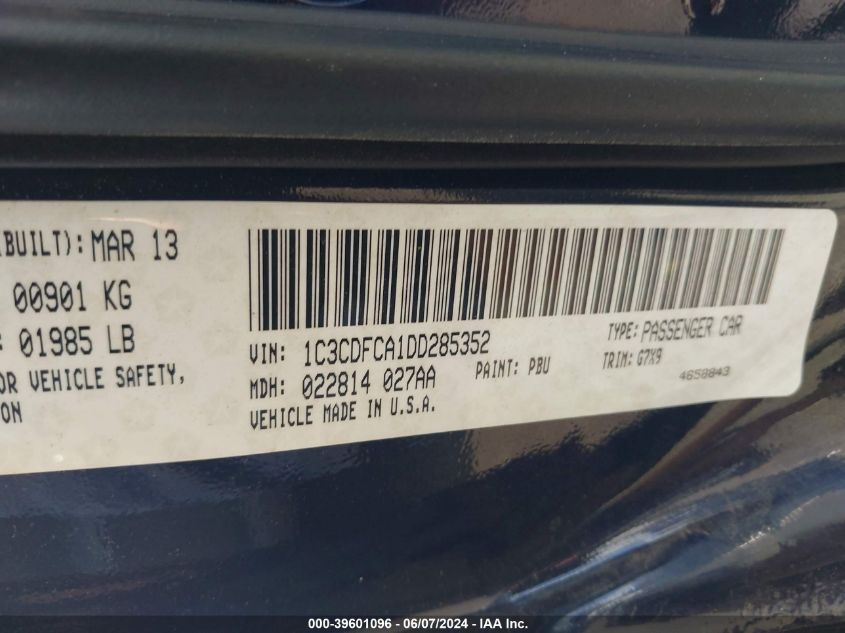 (BUILT): MAR 13
00901 KG
01985 LB
OR VEHICLE SAFETY,
ON
VIN: 1C3CDFCA1DD285352
TYPE: PASSENGER CAR
MDH: 022814 027AA
PAINT: PBU
TRIM: G7X9
VEHICLE MADE IN U.S.A.
4658843
000-39601096 - 06/07/2024 - IAA Inc.